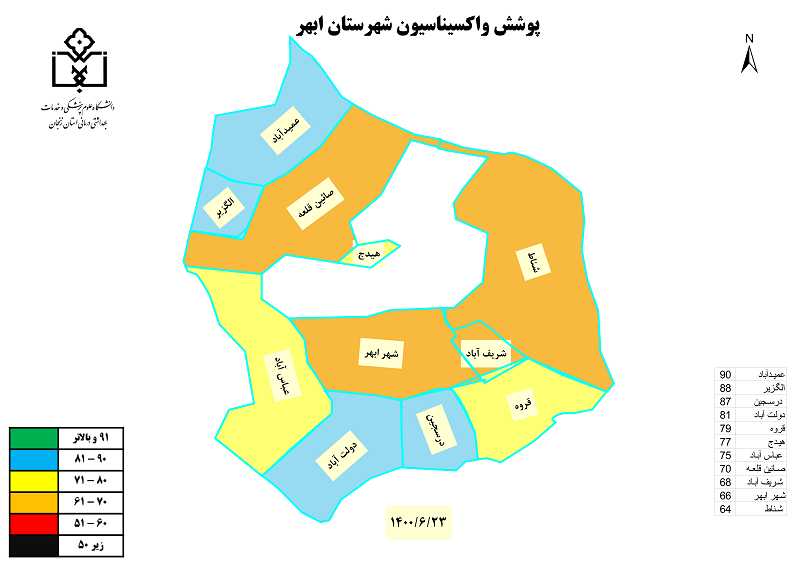 پوشش واکسیناسیون شهرستان ابهر
N
دانشگاه علوم پزشکی و خدمات
بهداشتی درمانی استان زنجان
عمیدآباد
الگزیر
صائین قلعه
هیدج
شناط
شهر ابهر
شریف آباد
عباس آباد
قروه
درسجین
دولت آباد
۱۴۰۰/۶/۲۳
۹۱ و بالاتر
۸۱ – ۹۰
۷۱ – ۸۰
۶۱ – ۷۰
۵۱ – ۶۰
زیر ۵۰
90 عمیدآباد
88 الگزیر
87 درسجین
81 دولت آباد
79 قروه
77 هیدج
75 عباس آباد
70 صائین قلعه
68 شریف آباد
66 شهر ابهر
64 شناط